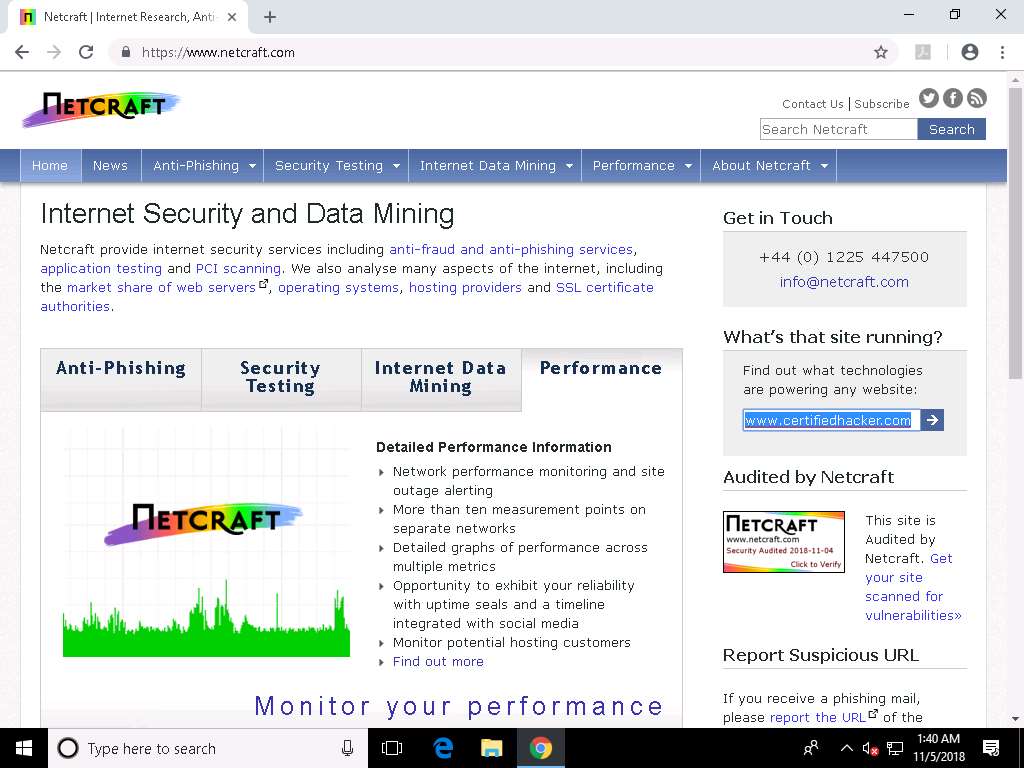 Netcraft | Internet Research, Anti-
https://www.netcraft.com
NETCRAFT
Contact Us | Subscribe
Search Netcraft
Search
Home
News
Anti-Phishing
Security Testing
Internet Data Mining
Performance
About Netcraft
Internet Security and Data Mining
Netcraft provide internet security services including anti-fraud and anti-phishing services,
application testing and PCI scanning. We also analyse many aspects of the internet, including
the market share of web servers, operating systems, hosting providers and SSL certificate
authorities.
Anti-Phishing
Security
Testing
Internet Data
Mining
Performance
NETCRAFT
Detailed Performance Information
Network performance monitoring and site
outage alerting
More than ten measurement points on
separate networks
Detailed graphs of performance across
multiple metrics
Opportunity to exhibit your reliability
with uptime seals and a timeline
integrated with social media
Monitor potential hosting customers
Find out more
Monitor your performance
Get in Touch
+44 (0) 1225 447500
info@netcraft.com
What's that site running?
Find out what technologies
are powering any website:
www.certifiedhacker.com
Audited by Netcraft
NETCRAFT
www.netcraft.com
Security Audited 2018-11-04
Click to Verify
This site is
Audited by
Netcraft. Get
your site
scanned for
vulnerabilities»
Report Suspicious URL
If you receive a phishing mail,
please report the URL of the
Type here to search
1:40 AM
11/5/2018